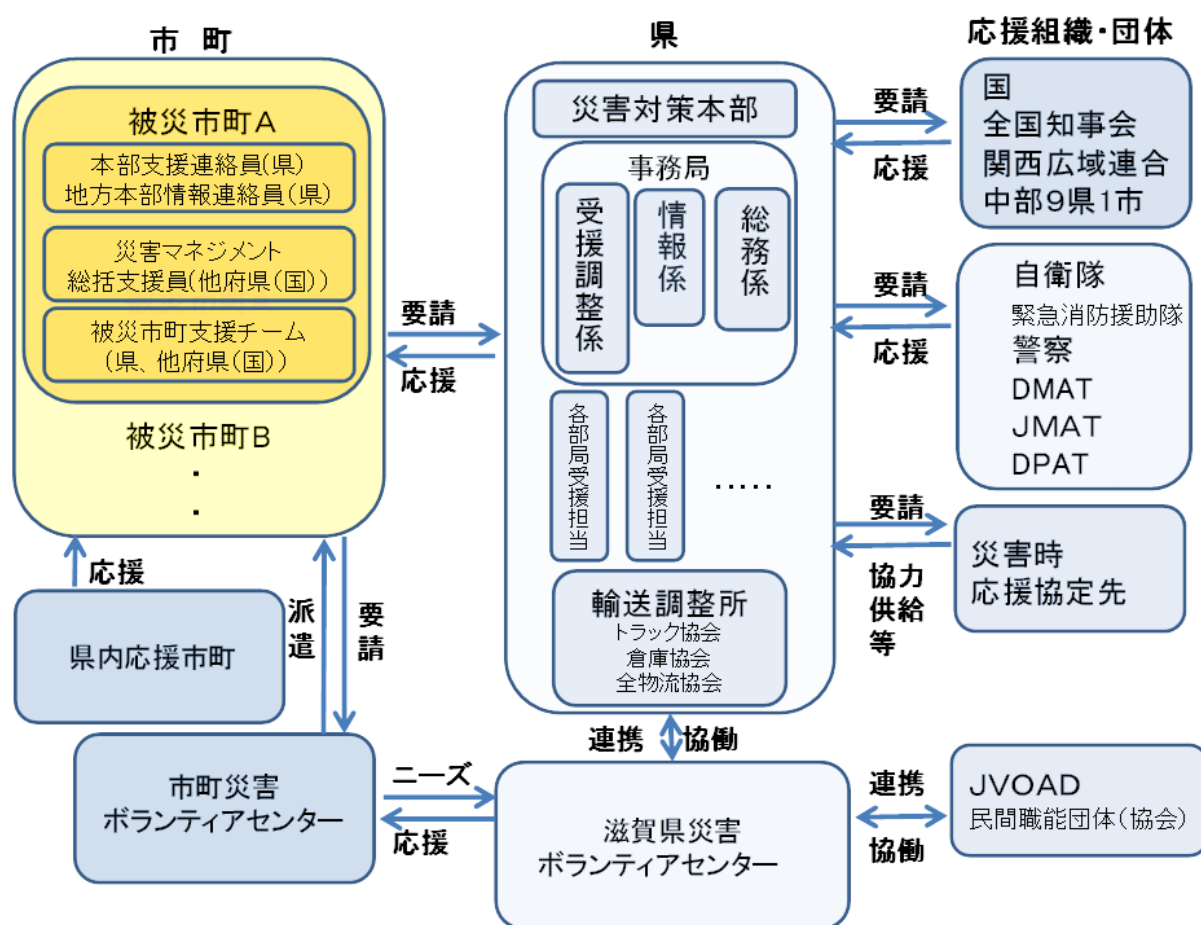 市 町
被災市町A
本部支援連絡員(県)
地方本部情報連絡員(県)
災害マネジメント
総括支援員(他府県(国))
被災市町支援チーム
(県、他府県(国))
被災市町B
・
・
要請
応援
県
災害対策本部
事務局
受援調整係
情報係
総務係
各部局受援担当
各部局受援担当
・・・・・
輸送調整所
トラック協会
倉庫協会
全物流協会
応援組織・団体
要請
応援
国
全国知事会
関西広域連合
中部9県1市
要請
応援
自衛隊
緊急消防援助隊
警察
DMAT
JMAT
DPAT
要請
協力
供給
等
災害時
応援協定先
応援
県内応援市町
派遣
要請
市町災害
ボランティアセンター
ニーズ
応援
連携
協働
滋賀県災害
ボランティアセンター
連携
協働
JVOAD
民間職能団体(協会)